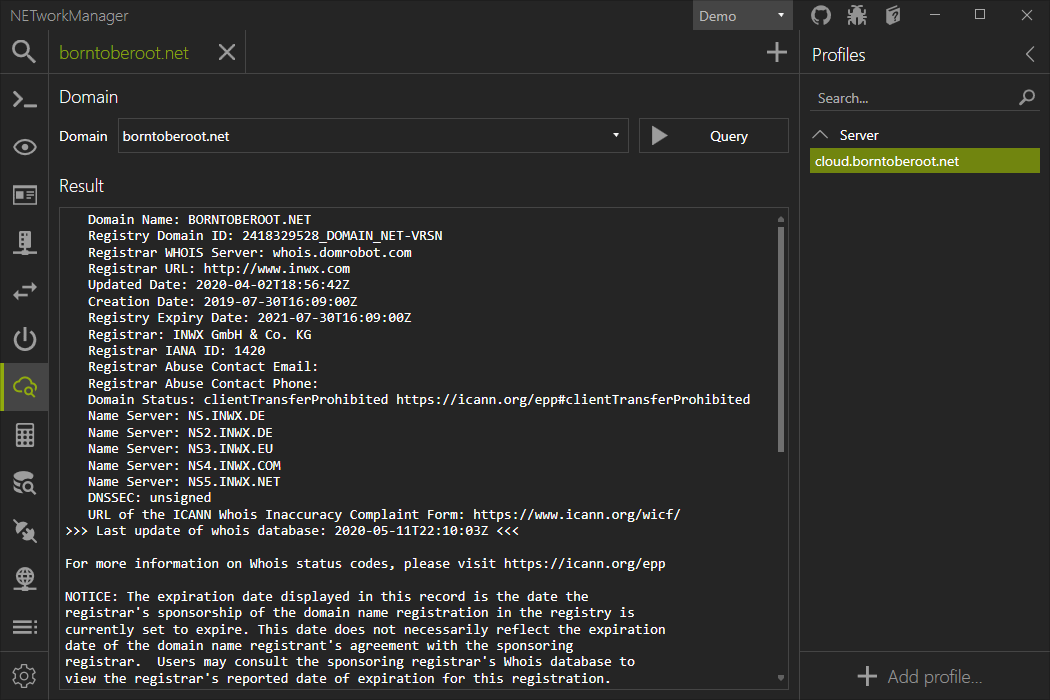 NETworkManager
Demo
borntoberoot.net
Profiles
Domain
Search...
Domain
borntoberoot.net
Query
Server
cloud.borntoberoot.net
Result
Domain Name: BORNTOBEROOT.NET
Registry Domain ID: 2418329528_DOMAIN_NET-VRSN
Registrar WHOIS Server: whois.domrobot.com
Registrar URL: http://www.inwx.com
Updated Date: 2020-04-02T18:56:42Z
Creation Date: 2019-07-30T16:09:00Z
Registry Expiry Date: 2021-07-30T16:09:00Z
Registrar: INWX GmbH & Co. KG
Registrar IANA ID: 1420
Registrar Abuse Contact Email:
Registrar Abuse Contact Phone:
Domain Status: clientTransferProhibited https://icann.org/epp#clientTransferProhibited
Name Server: NS.INWX.DE
Name Server: NS2.INWX.DE
Name Server: NS3.INWX.EU
Name Server: NS4.INWX.COM
Name Server: NS5.INWX.NET
DNSSEC: unsigned
URL of the ICANN Whois Inaccuracy Complaint Form: https://www.icann.org/wicf/
>>> Last update of whois database: 2020-05-11T22:10:03Z <<<
For more information on Whois status codes, please visit https://icann.org/epp
NOTICE: The expiration date displayed in this record is the date the
registrar's sponsorship of the domain name registration in the registry is
currently set to expire. This date does not necessarily reflect the expiration
date of the domain name registrant's agreement with the sponsoring
registrar.  Users may consult the sponsoring registrar's Whois database to
view the registrar's reported date of expiration for this registration.
Add profile...